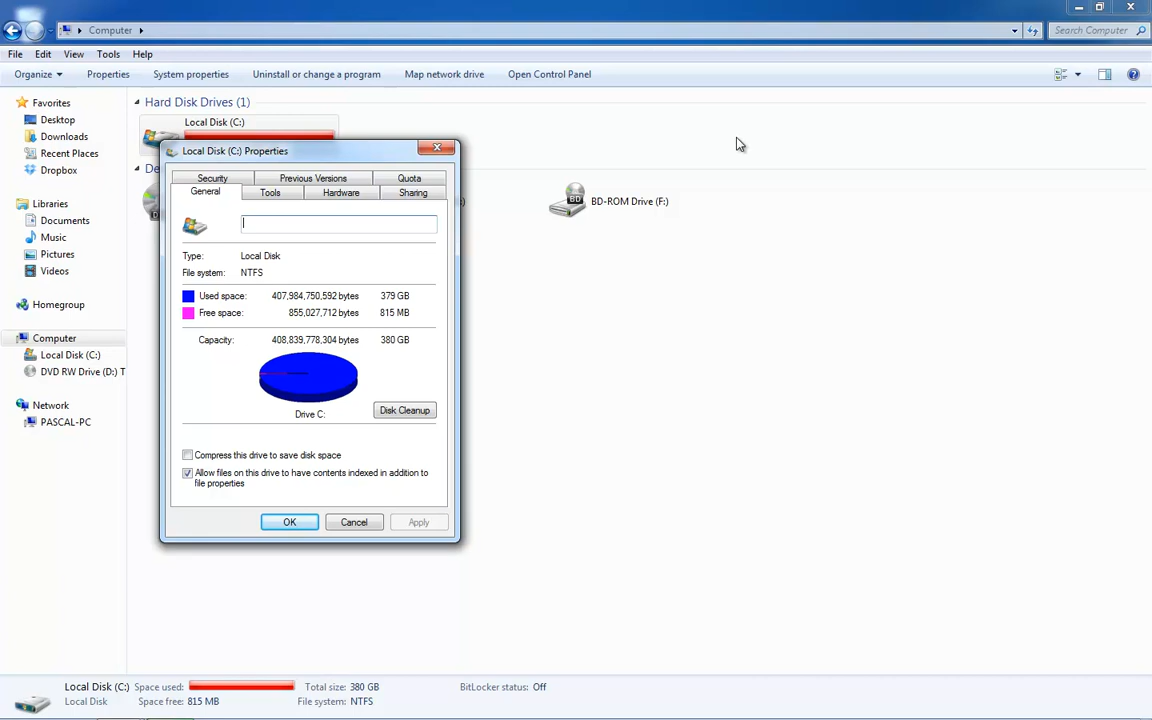 Computer
Search Computer
File Edit View Tools Help
Organize Properties System properties Uninstall or change a program Map network drive Open Control Panel
Favorites
Desktop
Downloads
Recent Places
Dropbox
Libraries
Documents
Music
Pictures
Videos
Homegroup
Computer
Local Disk (C:)
DVD RW Drive (D:) T
Network
PASCAL-PC
Hard Disk Drives (1)
Local Disk (C:)
De
BD
BD-ROM Drive (F:)
Local Disk (C:) Properties
Security Previous Versions Quota
General Tools Hardware Sharing
Type: Local Disk
File system: NTFS
Used space: 407,984,750,592 bytes 379 GB
Free space: 855,027,712 bytes 815 MB
Capacity: 408,839,778,304 bytes 380 GB
Drive C:
Disk Cleanup
Compress this drive to save disk space
Allow files on this drive to have contents indexed in addition to
file properties
OK Cancel Apply
Local Disk (C:) Space used: Total size: 380 GB BitLocker status: Off
Local Disk Space free: 815 MB File system: NTFS